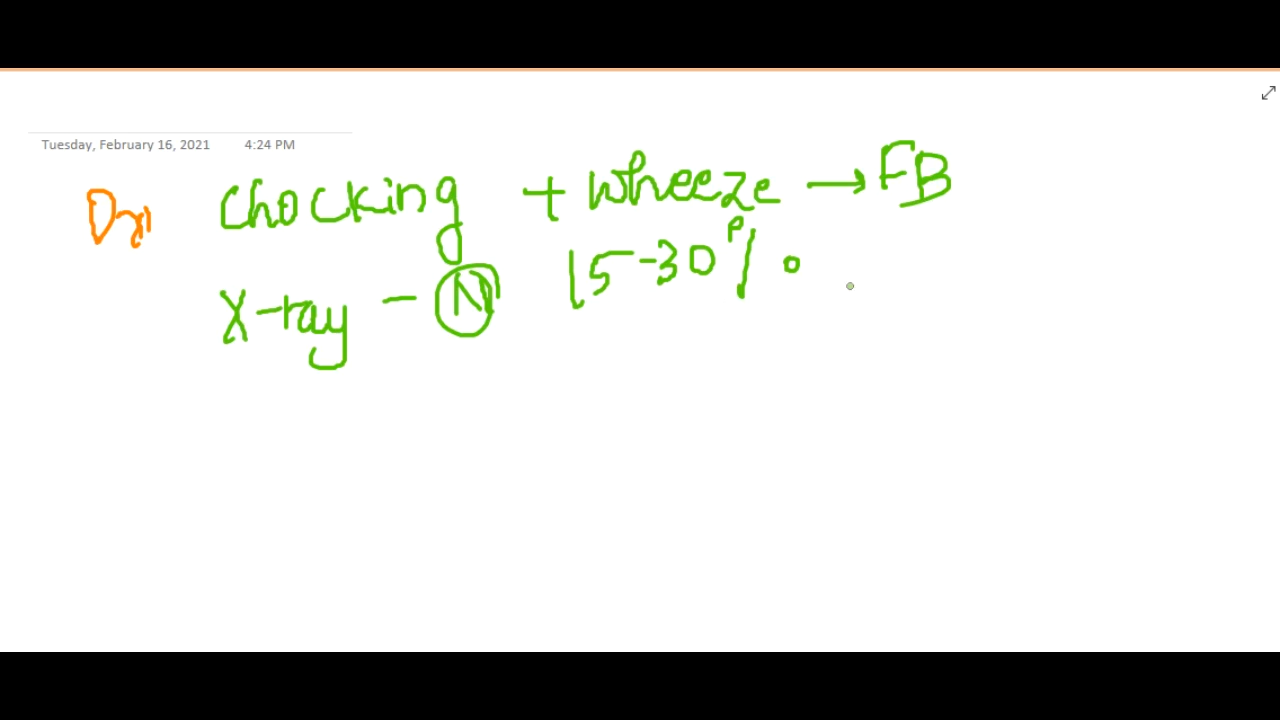 Tuesday, February 16, 2021 4:24 PM
Dx chocking + wheeze → FB
X-ray - N 15-30%